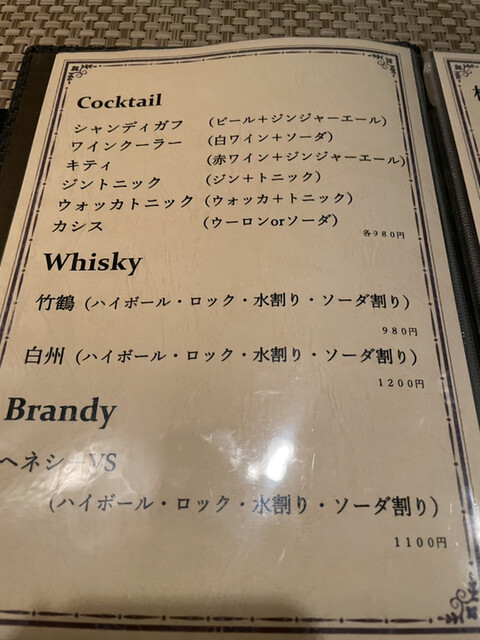 Cocktail
シャンディガフ (ビール＋ジンジャーエール)
ワインクーラー (白ワイン＋ソーダ)
キティ (赤ワイン＋ジンジャーエール)
ジントニック (ジン＋トニック)
ウォッカトニック (ウォッカ＋トニック)
カシス (ウーロンorソーダ)
各980円
Whisky
竹鶴 (ハイボール・ロック・水割り・ソーダ割り)
980円
白州 (ハイボール・ロック・水割り・ソーダ割り)
1200円
Brandy
ヘネシーVS
(ハイボール・ロック・水割り・ソーダ割り)
1100円